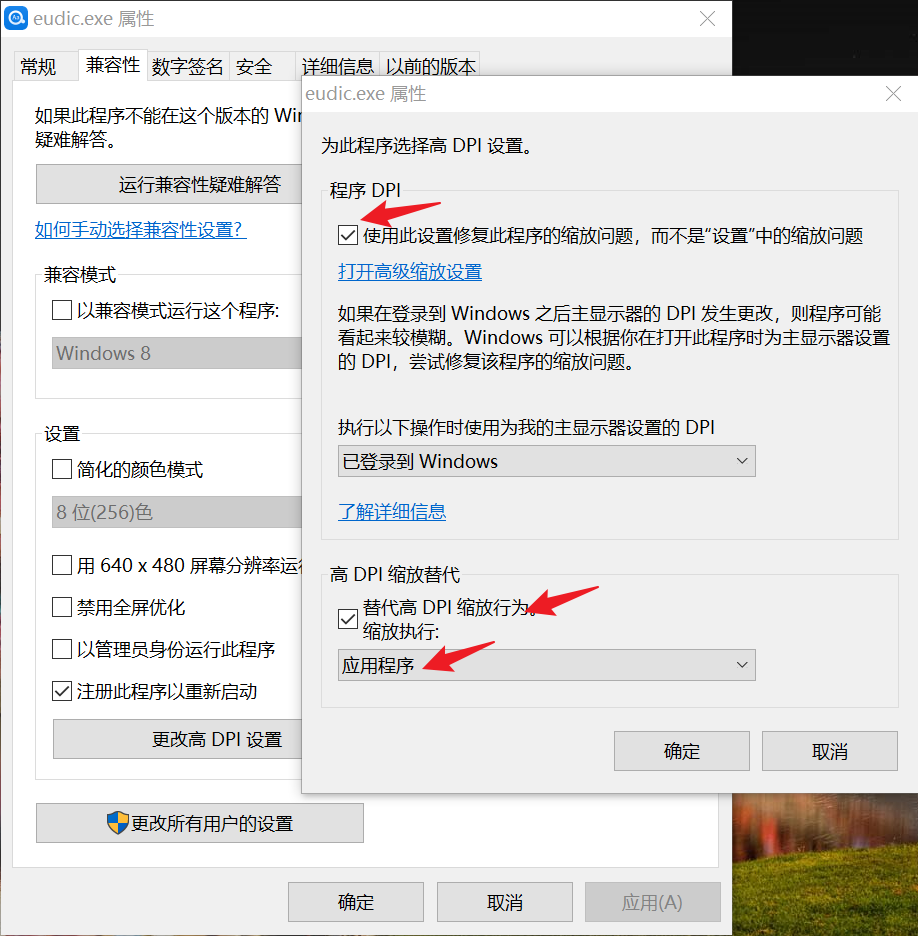 eudic.exe 属性
常规
兼容性
数字签名
安全
详细信息
以前的版本
如果此程序不能在这个版本的 Win
疑难解答。
运行兼容性疑难解答
如何手动选择兼容性设置?
兼容模式
以兼容模式运行这个程序:
Windows 8
设置
简化的颜色模式
8 位(256)色
用 640 x 480 屏幕分辨率运行
禁用全屏优化
以管理员身份运行此程序
注册此程序以重新启动
更改高 DPI 设置
更改所有用户的设置
确定
取消
应用(A)
eudic.exe 属性
为此程序选择高 DPI 设置。
程序 DPI
使用此设置修复此程序的缩放问题，而不是“设置”中的缩放问题
打开高级缩放设置
如果在登录到 Windows 之后主显示器的 DPI 发生更改，则程序可能
看起来较模糊。Windows 可以根据你在打开此程序时为主显示器设置
的 DPI，尝试修复该程序的缩放问题。
执行以下操作时使用为我的主显示器设置的 DPI
已登录到 Windows
了解详细信息
高 DPI 缩放替代
替代高 DPI 缩放行为。
缩放执行:
应用程序
确定
取消